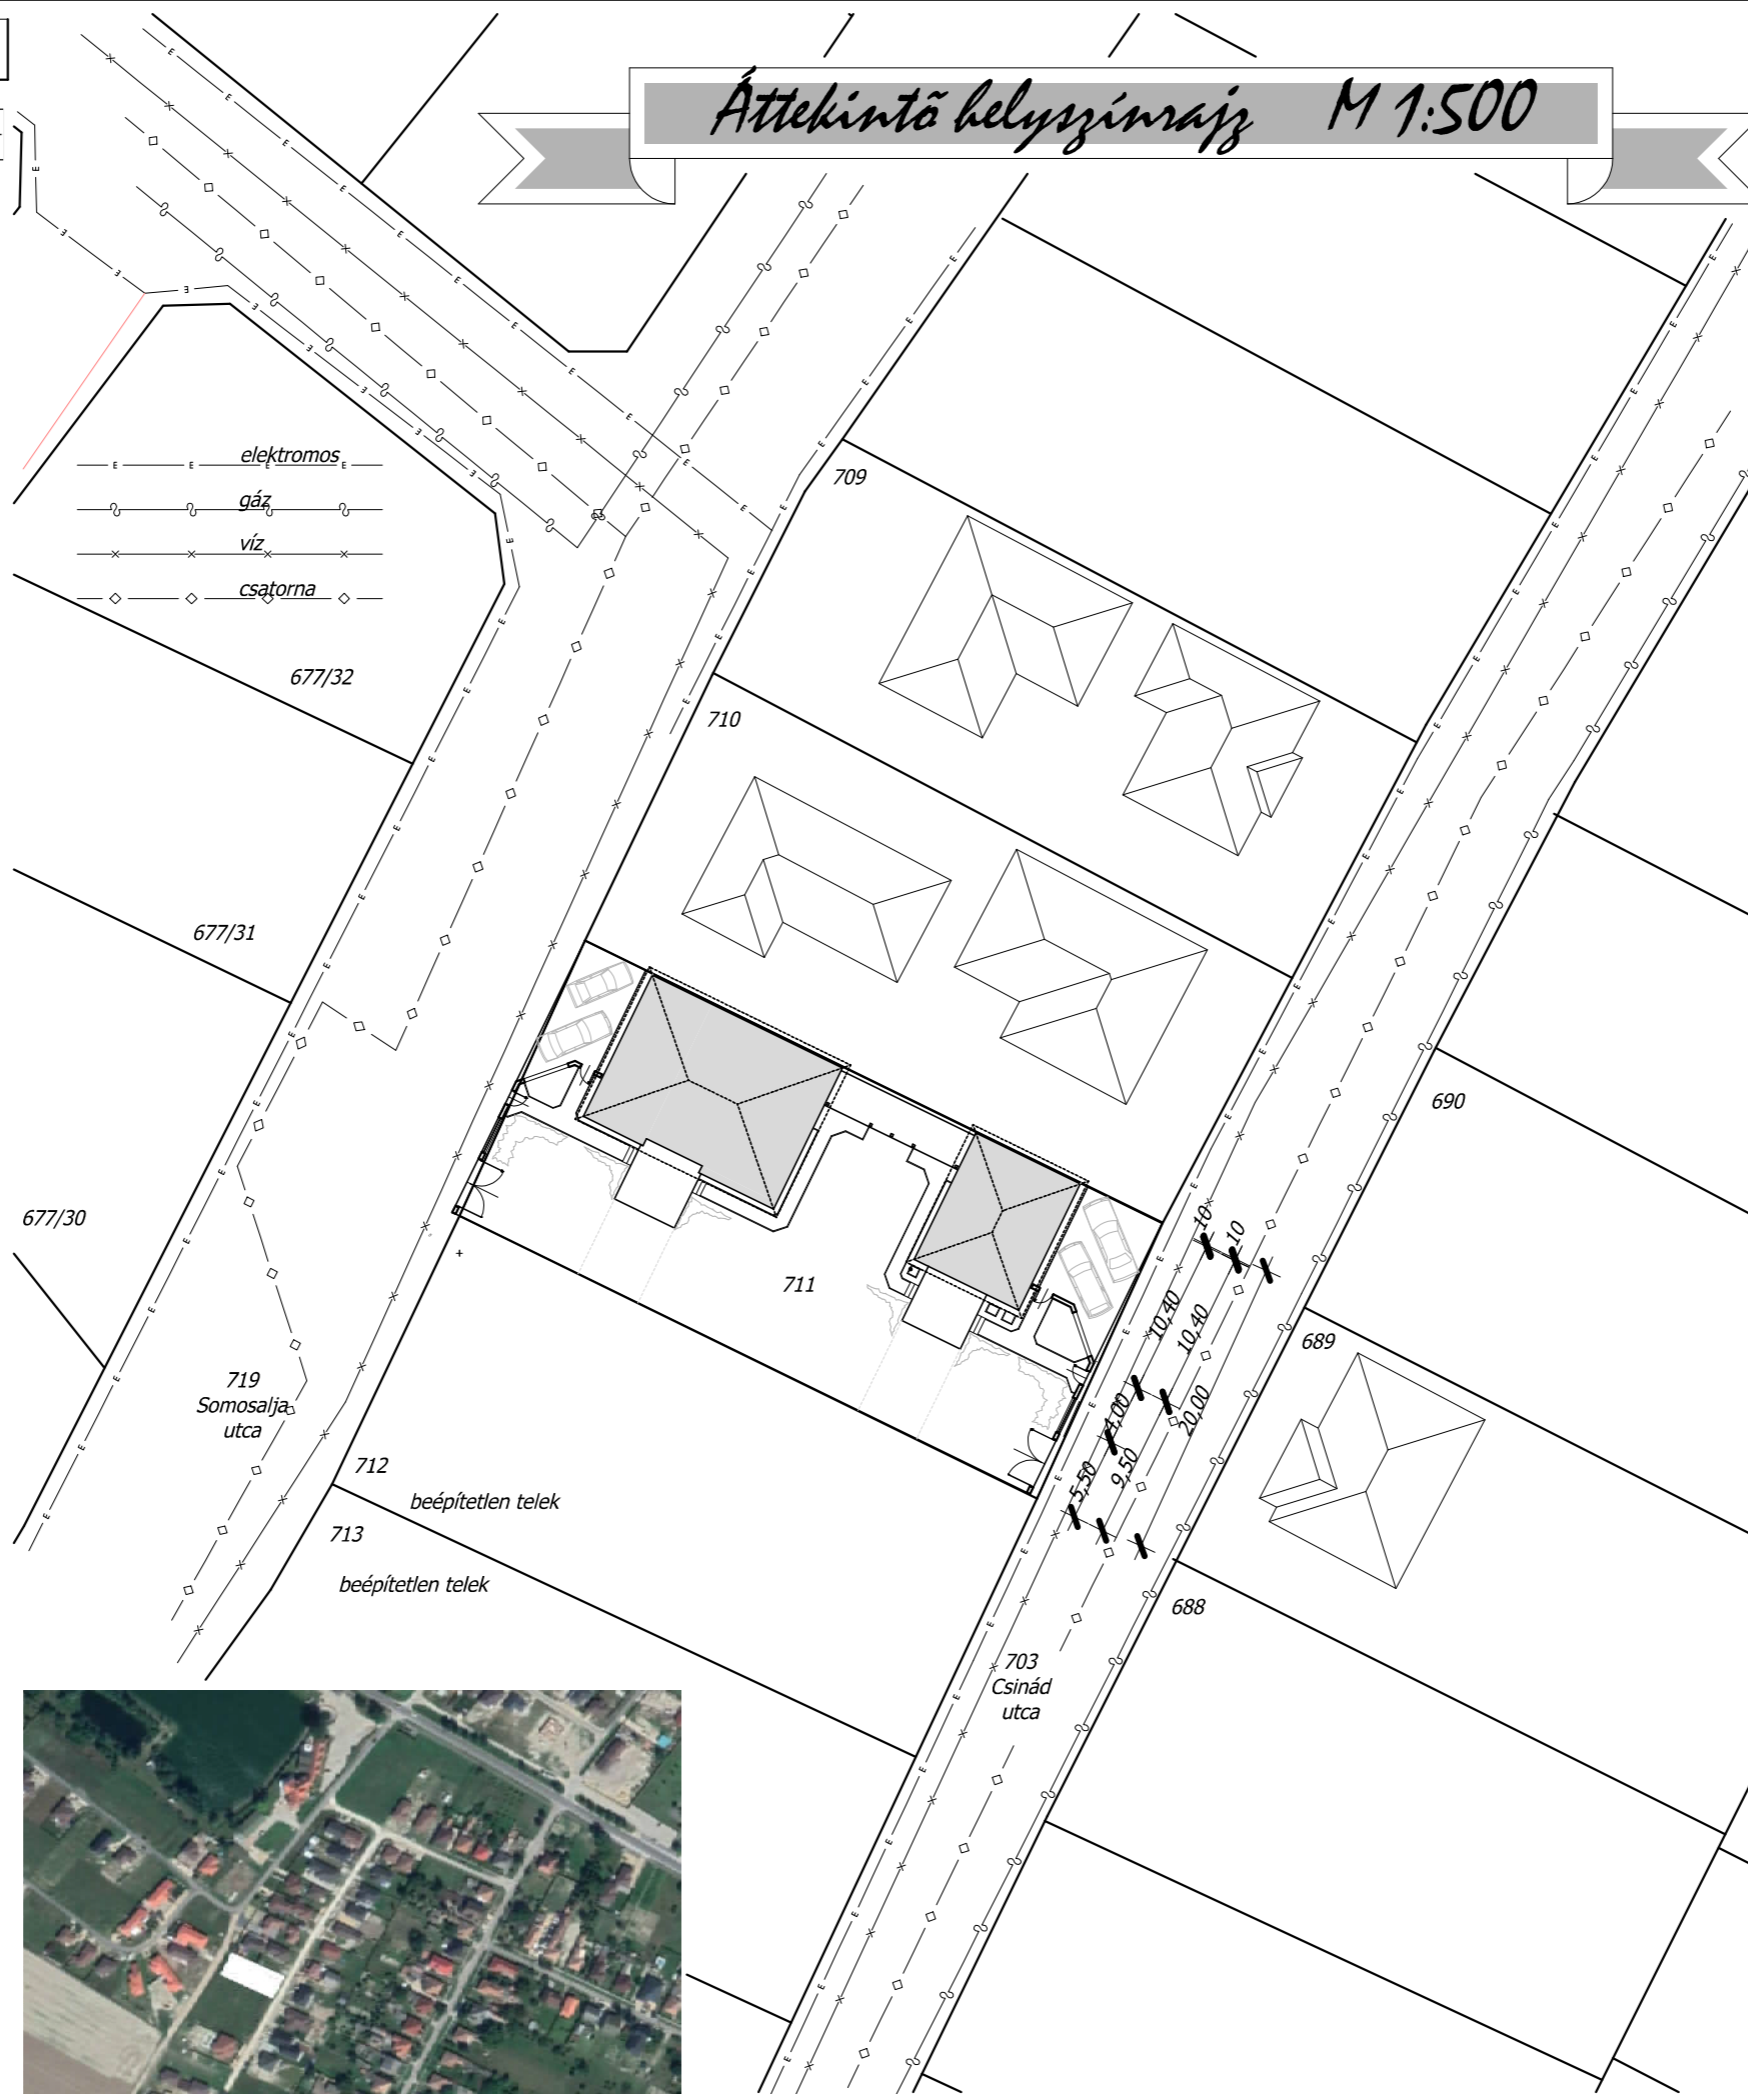 Áttekintő helyszínrajz M 1:500
elektromos
gáz
víz
csatorna
709
677/32
710
677/31
677/30
690
10
10
711
10,40
10,40
689
719
Somosalja
utca
4,00
20,00
5,50
9,50
712
beépítetlen telek
713
beépítetlen telek
688
703
Csinád
utca